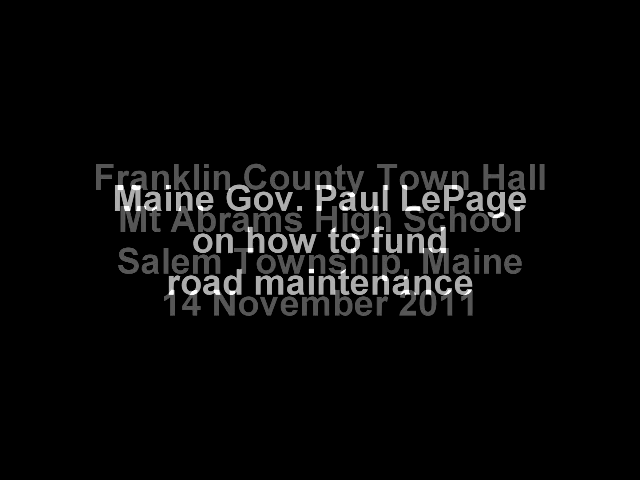 Franklin County Town Hall
Maine Gov. Paul LePage
Mt Abrams High School
on how to fund
Salem Township, Maine
road maintenance
14 November 2011